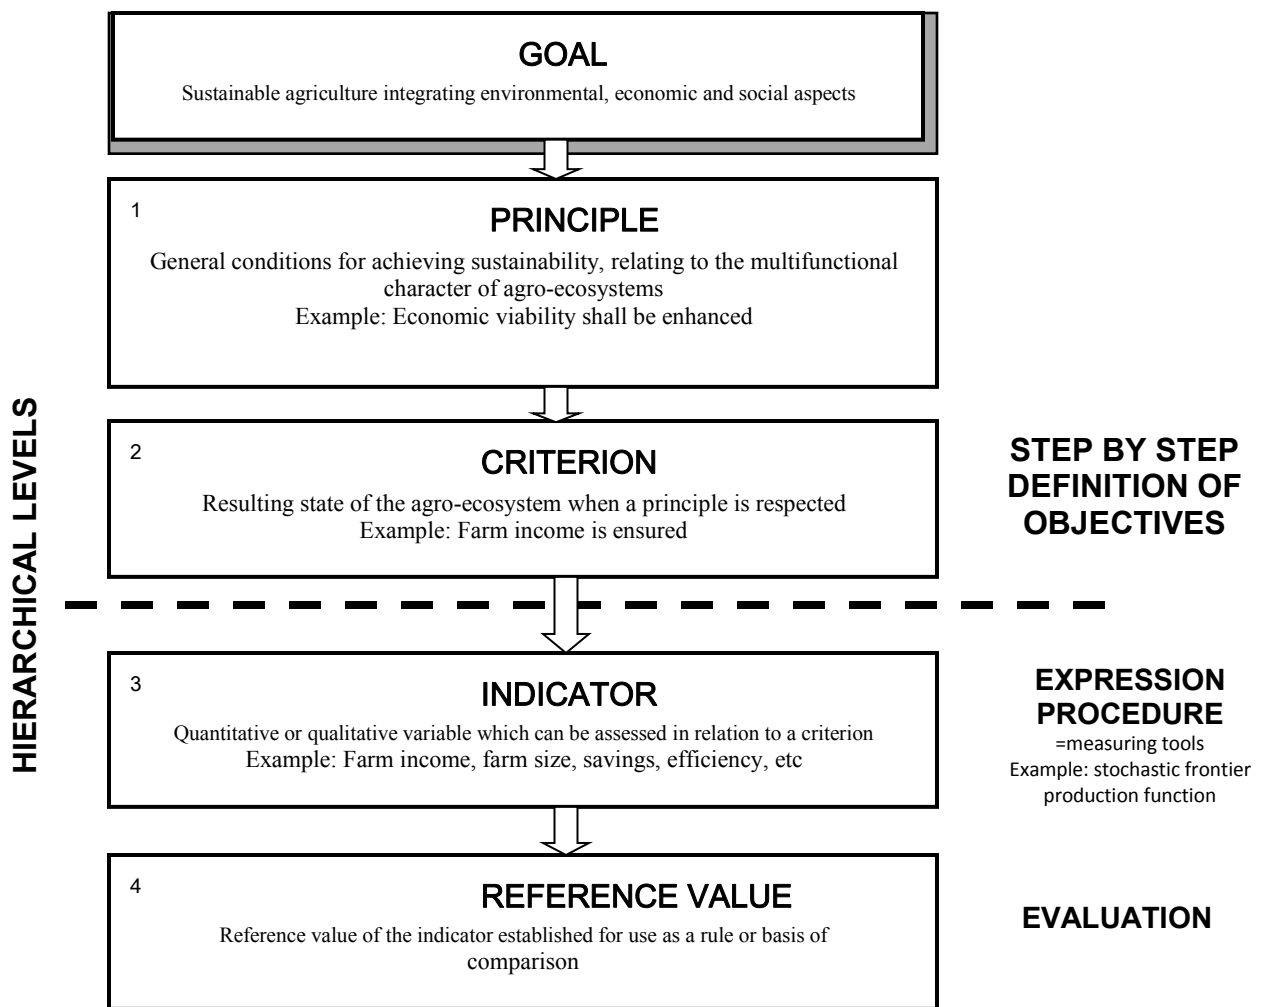 GOAL
Sustainable agriculture integrating environmental, economic and social aspects
1
PRINCIPLE
General conditions for achieving sustainability, relating to the multifunctional
character of agro-ecosystems
Example: Economic viability shall be enhanced
HIERARCHICAL LEVELS
2
CRITERION
Resulting state of the agro-ecosystem when a principle is respected
Example: Farm income is ensured
STEP BY STEP
DEFINITION OF
OBJECTIVES
3
INDICATOR
Quantitative or qualitative variable which can be assessed in relation to a criterion
Example: Farm income, farm size, savings, efficiency, etc
EXPRESSION
PROCEDURE
=measuring tools
Example: stochastic frontier
production function
4
REFERENCE VALUE
Reference value of the indicator established for use as a rule or basis of
comparison
EVALUATION